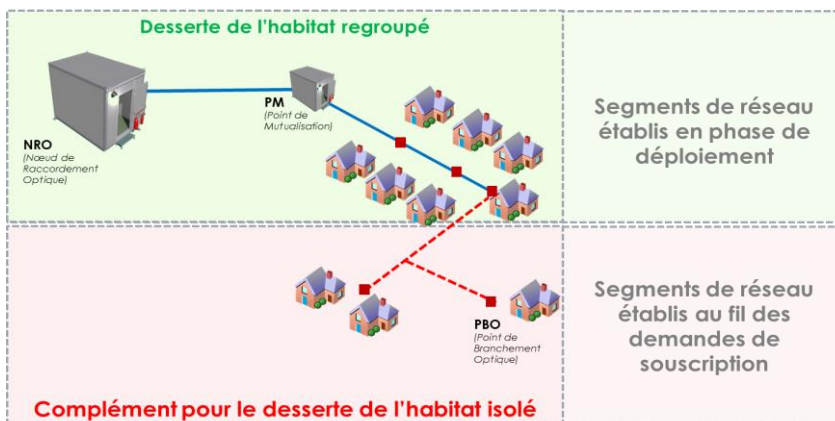 Desserte de l'habitat regroupé
NRO
(Nœud de
Raccordement
Optique)
PM
(Point de
Mutualisation)
Segments de réseau
établis en phase de
déploiement
PBO
(Point de
Branchement
Optique)
Segments de réseau
établis au fil des
demandes de
souscription
Complément pour le desserte de l'habitat isolé